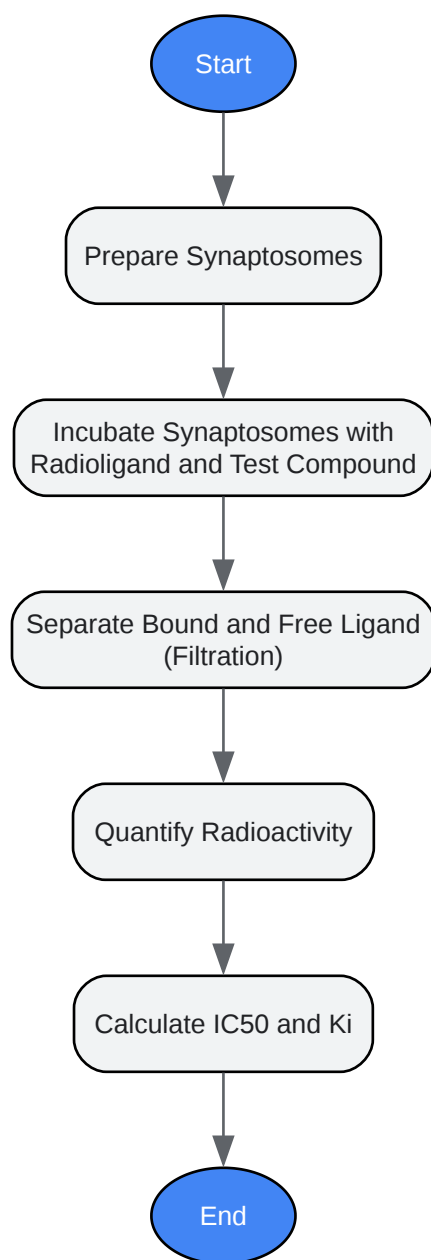 Start
Prepare Synaptosomes
Incubate Synaptosomes with
Radioligand and Test Compound
Separate Bound and Free Ligand
(Filtration)
Quantify Radioactivity
Calculate IC50 and Ki
End